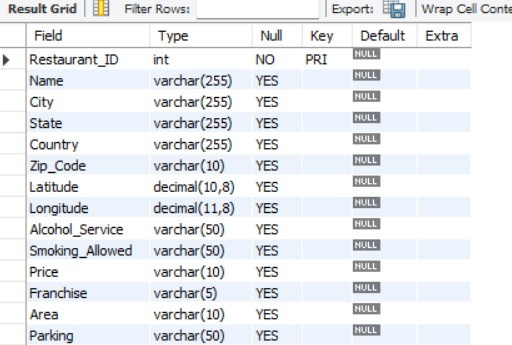 Result Grid Filter Rows: Export: Wrap Cell Conte
Field Type Null Key Default Extra
Restaurant_ID int NO PRI NULL
Name varchar(255) YES NULL
City varchar(255) YES NULL
State varchar(255) YES NULL
Country varchar(255) YES NULL
Zip_Code varchar(10) YES NULL
Latitude decimal(10,8) YES NULL
Longitude decimal(11,8) YES NULL
Alcohol_Service varchar(50) YES NULL
Smoking_Allowed varchar(50) YES NULL
Price varchar(10) YES NULL
Franchise varchar(5) YES NULL
Area varchar(10) YES NULL
Parking varchar(50) YES NULL